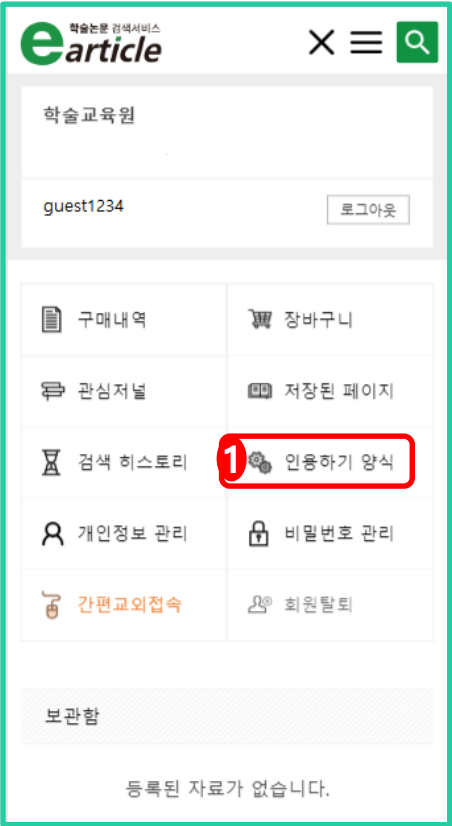 학술논문 검색서비스
earticle
학술교육원
guest1234
로그아웃
구매내역
장바구니
관심저널
저장된 페이지
검색 히스토리
1
인용하기 양식
개인정보 관리
비밀번호 관리
간편교외접속
회원탈퇴
보관함
등록된 자료가 없습니다.